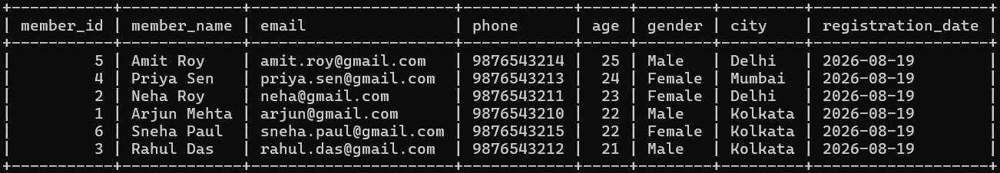 +-----------+-------------+----------------------+------------+-----+--------+---------+-------------------+
| member_id | member_name | email                | phone      | age | gender | city    | registration_date |
+-----------+-------------+----------------------+------------+-----+--------+---------+-------------------+
|         5 | Amit Roy    | amit.roy@gmail.com   | 9876543214 |  25 | Male   | Delhi   | 2026-08-19        |
|         4 | Priya Sen   | priya.sen@gmail.com  | 9876543213 |  24 | Female | Mumbai  | 2026-08-19        |
|         2 | Neha Roy    | neha@gmail.com       | 9876543211 |  23 | Female | Delhi   | 2026-08-19        |
|         1 | Arjun Mehta | arjun@gmail.com      | 9876543210 |  22 | Male   | Kolkata | 2026-08-19        |
|         6 | Sneha Paul  | sneha.paul@gmail.com | 9876543215 |  22 | Female | Kolkata | 2026-08-19        |
|         3 | Rahul Das   | rahul.das@gmail.com  | 9876543212 |  21 | Male   | Kolkata | 2026-08-19        |
+-----------+-------------+----------------------+------------+-----+--------+---------+-------------------+